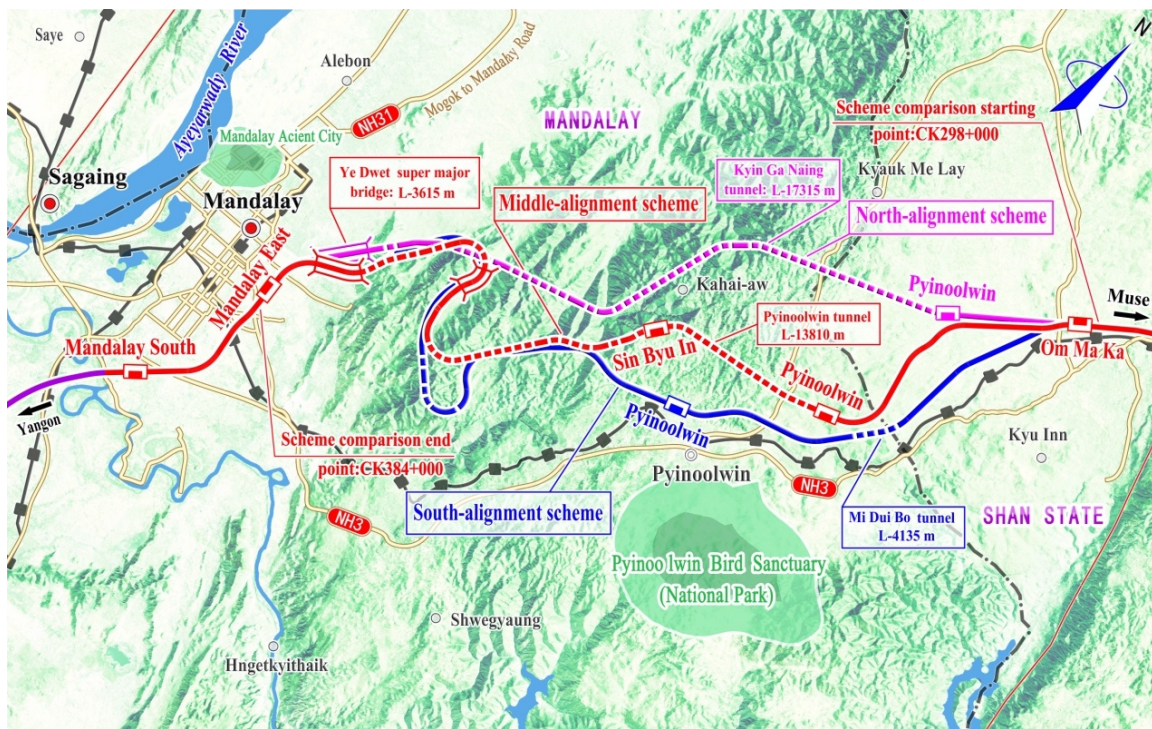 Saye
Ayeyarwady River
Alebon
Mogok to Mandalay Road
NH31
MANDALAY
N
Scheme comparison starting
point:CK298+000
Mandalay Acient City
Sagaing
Mandalay
Ye Dwet super major
bridge: L-3615 m
Middle-alignment scheme
Kyin Ga Naing
tunnel: L-17315 m
Kyauk Me Lay
North-alignment scheme
Mandalay East
Kahai-aw
Pyinoolwin
Muse
Mandalay South
Sin Byu In
Pyinoolwin tunnel
L-13810 m
Om Ma Ka
Yangon
Pyinoolwin
Pyinoolwin
Scheme comparison end
point:CK384+000
Kyu Inn
Pyinoolwin
NH3
NH3
South-alignment scheme
Mi Dui Bo tunnel
L-4135 m
SHAN STATE
Pyinoo lwin Bird Sanctuary
(National Park)
Shwegyaung
Hngetkyithaik